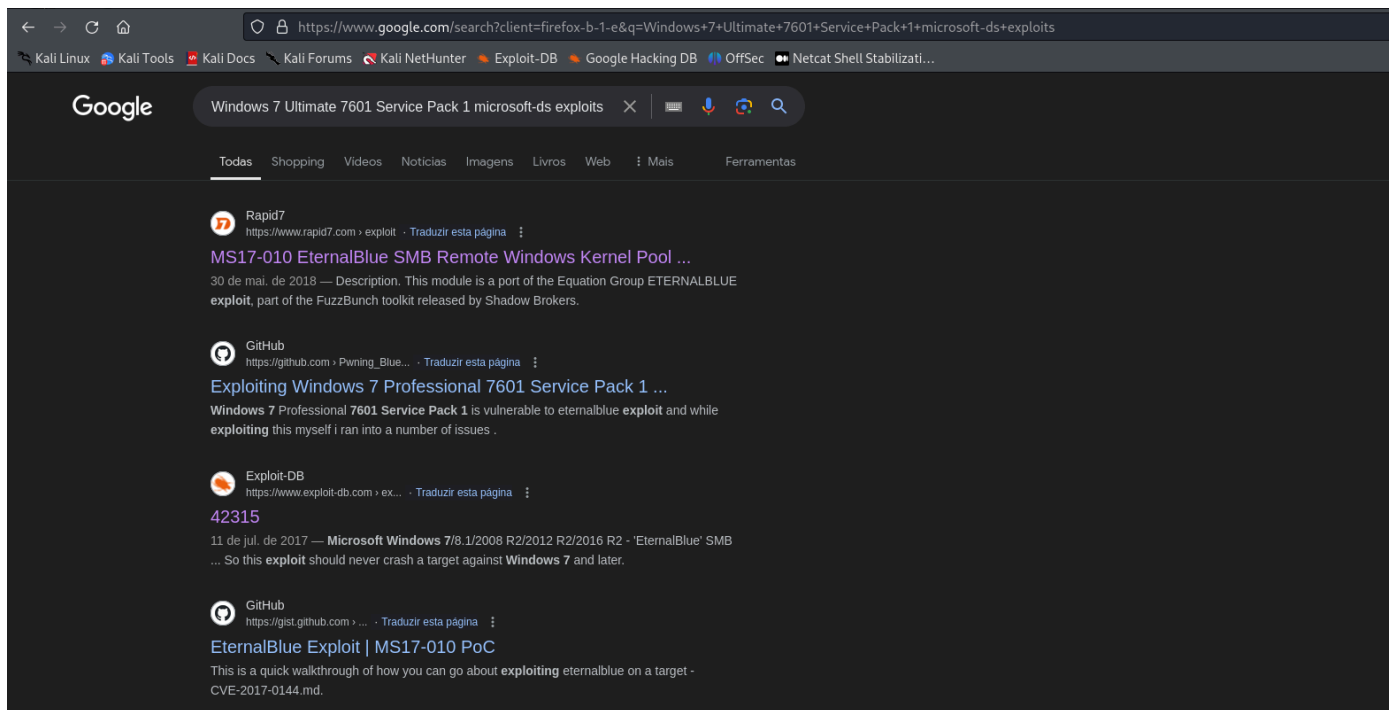 https://www.google.com/search?client=firefox-b-1-e&q=Windows+7+Ultimate+7601+Service+Pack+1+microsoft-ds+exploits
Kali Linux Kali Tools Kali Docs Kali Forums Kali NetHunter Exploit-DB Google Hacking DB OffSec Netcat Shell Stabilizati…
Google Windows 7 Ultimate 7601 Service Pack 1 microsoft-ds exploits
Todas Shopping Vídeos Notícias Imagens Livros Web Mais Ferramentas
Rapid7
https://www.rapid7.com › exploit · Traduzir esta página
MS17-010 EternalBlue SMB Remote Windows Kernel Pool ...
30 de mai. de 2018 — Description. This module is a part of the Equation Group ETERNALBLUE
exploit, part of the FuzzBunch toolkit released by Shadow Brokers.
GitHub
https://github.com › Pwning_Blue... · Traduzir esta página
Exploiting Windows 7 Professional 7601 Service Pack 1 ...
Windows 7 Professional 7601 Service Pack 1 is vulnerable to eternalblue exploit and while
exploiting this myself i ran into a number of issues .
Exploit-DB
https://www.exploit-db.com › ex... · Traduzir esta página
42315
11 de jul. de 2017 — Microsoft Windows 7/8.1/2008 R2/2012 R2/2016 R2 - 'EternalBlue' SMB
... So this exploit should never crash a target against Windows 7 and later.
GitHub
https://gist.github.com › ... · Traduzir esta página
EternalBlue Exploit | MS17-010 PoC
This is a quick walkthrough of how you can go about exploiting eternalblue on a target -
CVE-2017-0144.md.